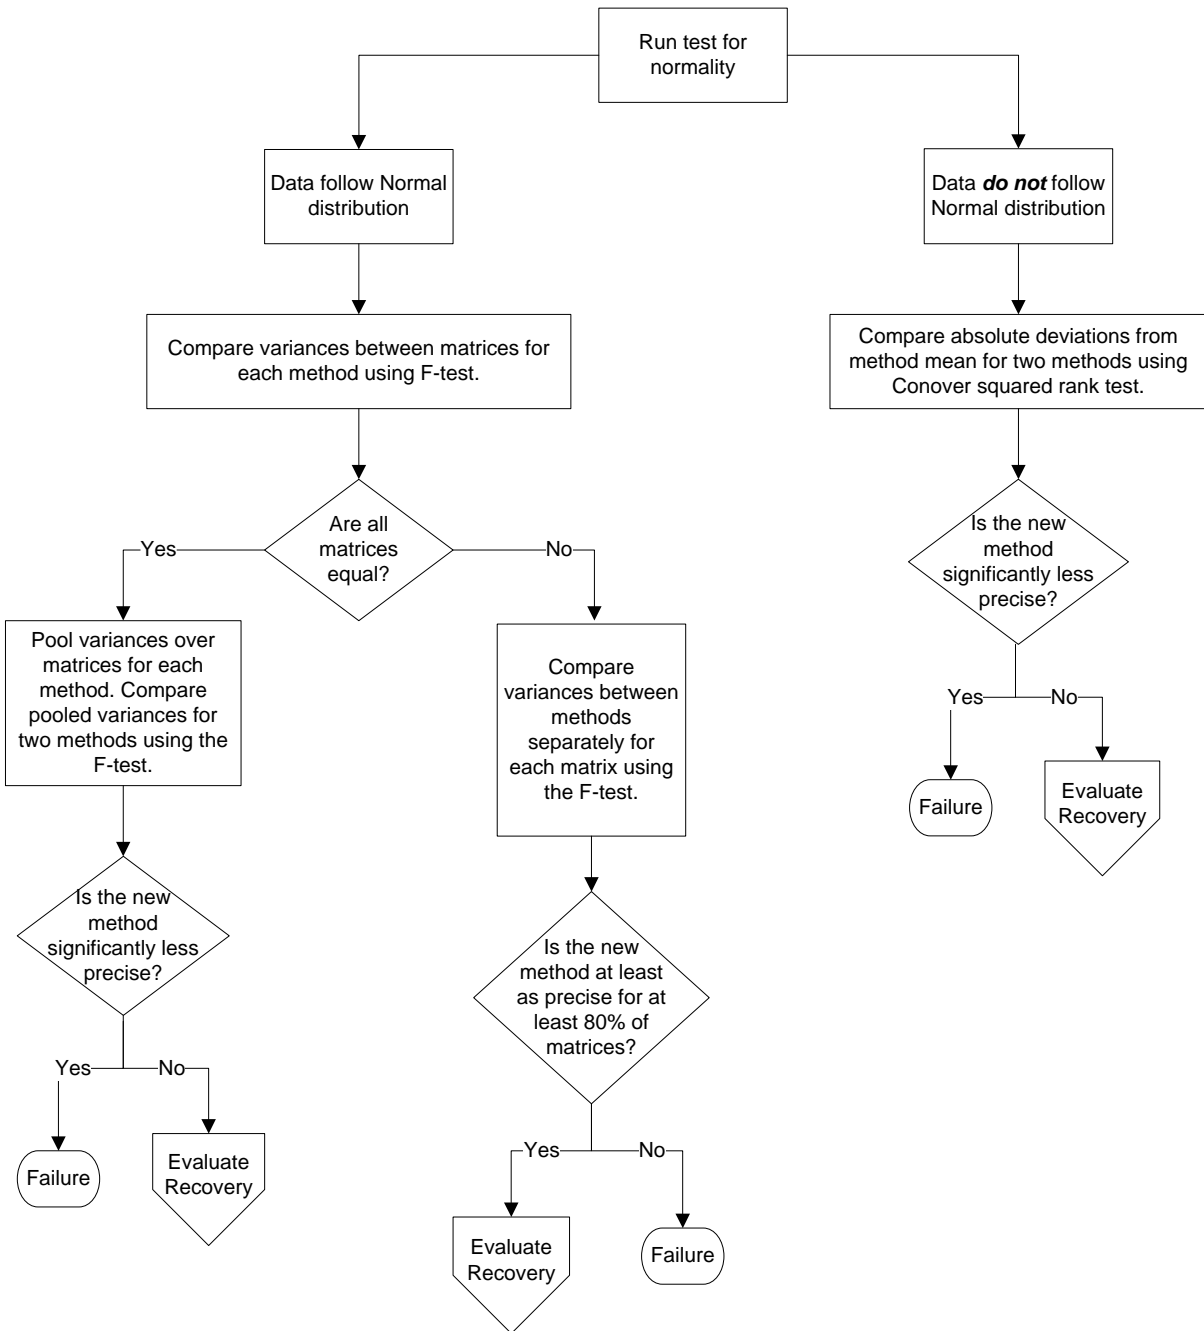 Run test for
normality
Data follow Normal
distribution
Data do not follow
Normal distribution
Compare variances between matrices for
each method using F-test.
Compare absolute deviations from
method mean for two methods using
Conover squared rank test.
Are all
matrices
equal?
Yes
No
Is the new
method
significantly less
precise?
Yes
No
Failure
Evaluate
Recovery
Pool variances over
matrices for each
method. Compare
pooled variances for
two methods using the
F-test.
Compare
variances between
methods
separately for
each matrix using
the F-test.
Is the new
method
significantly less
precise?
Yes
No
Failure
Evaluate
Recovery
Is the new
method at least
as precise for at
least 80% of
matrices?
Yes
No
Evaluate
Recovery
Failure